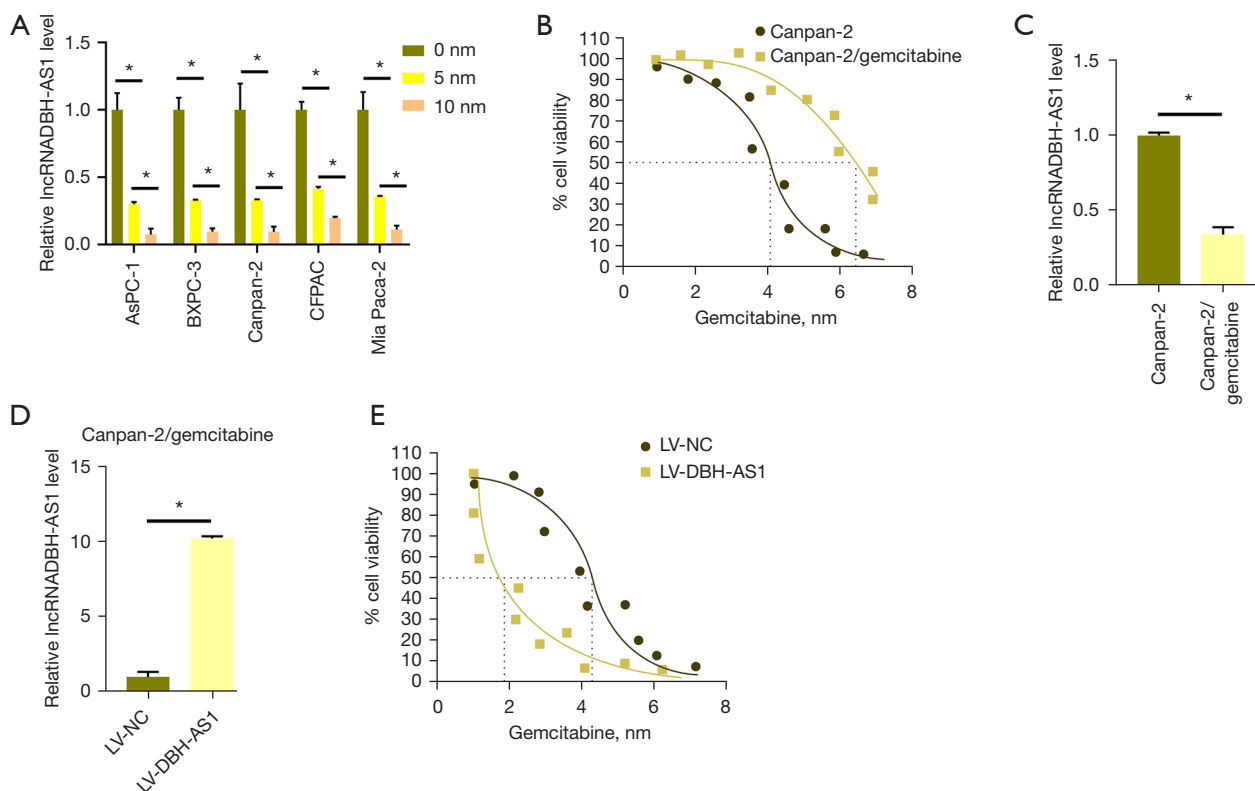 A
Relative lncRNADBH-AS1 level
1.5
1.0
0.5
0.0
0 nm
5 nm
10 nm
* * * * *
* * * * *
AsPC-1
BXPC-3
Canpan-2
CFPAC
Mia Paca-2
B
% cell viability
110
100
90
80
70
60
50
40
30
20
10
0
0 2 4 6 8
Gemcitabine, nm
Canpan-2
Canpan-2/gemcitabine
C
Relative lncRNADBH-AS1 level
1.5
1.0
0.5
0.0
*
Canpan-2
Canpan-2/
gemcitabine
D
Canpan-2/gemcitabine
Relative lncRNADBH-AS1 level
15
10
5
0
*
LV-NC
LV-DBH-AS1
E
LV-NC
LV-DBH-AS1
% cell viability
110
100
90
80
70
60
50
40
30
20
10
0
0 2 4 6 8
Gemcitabine, nm